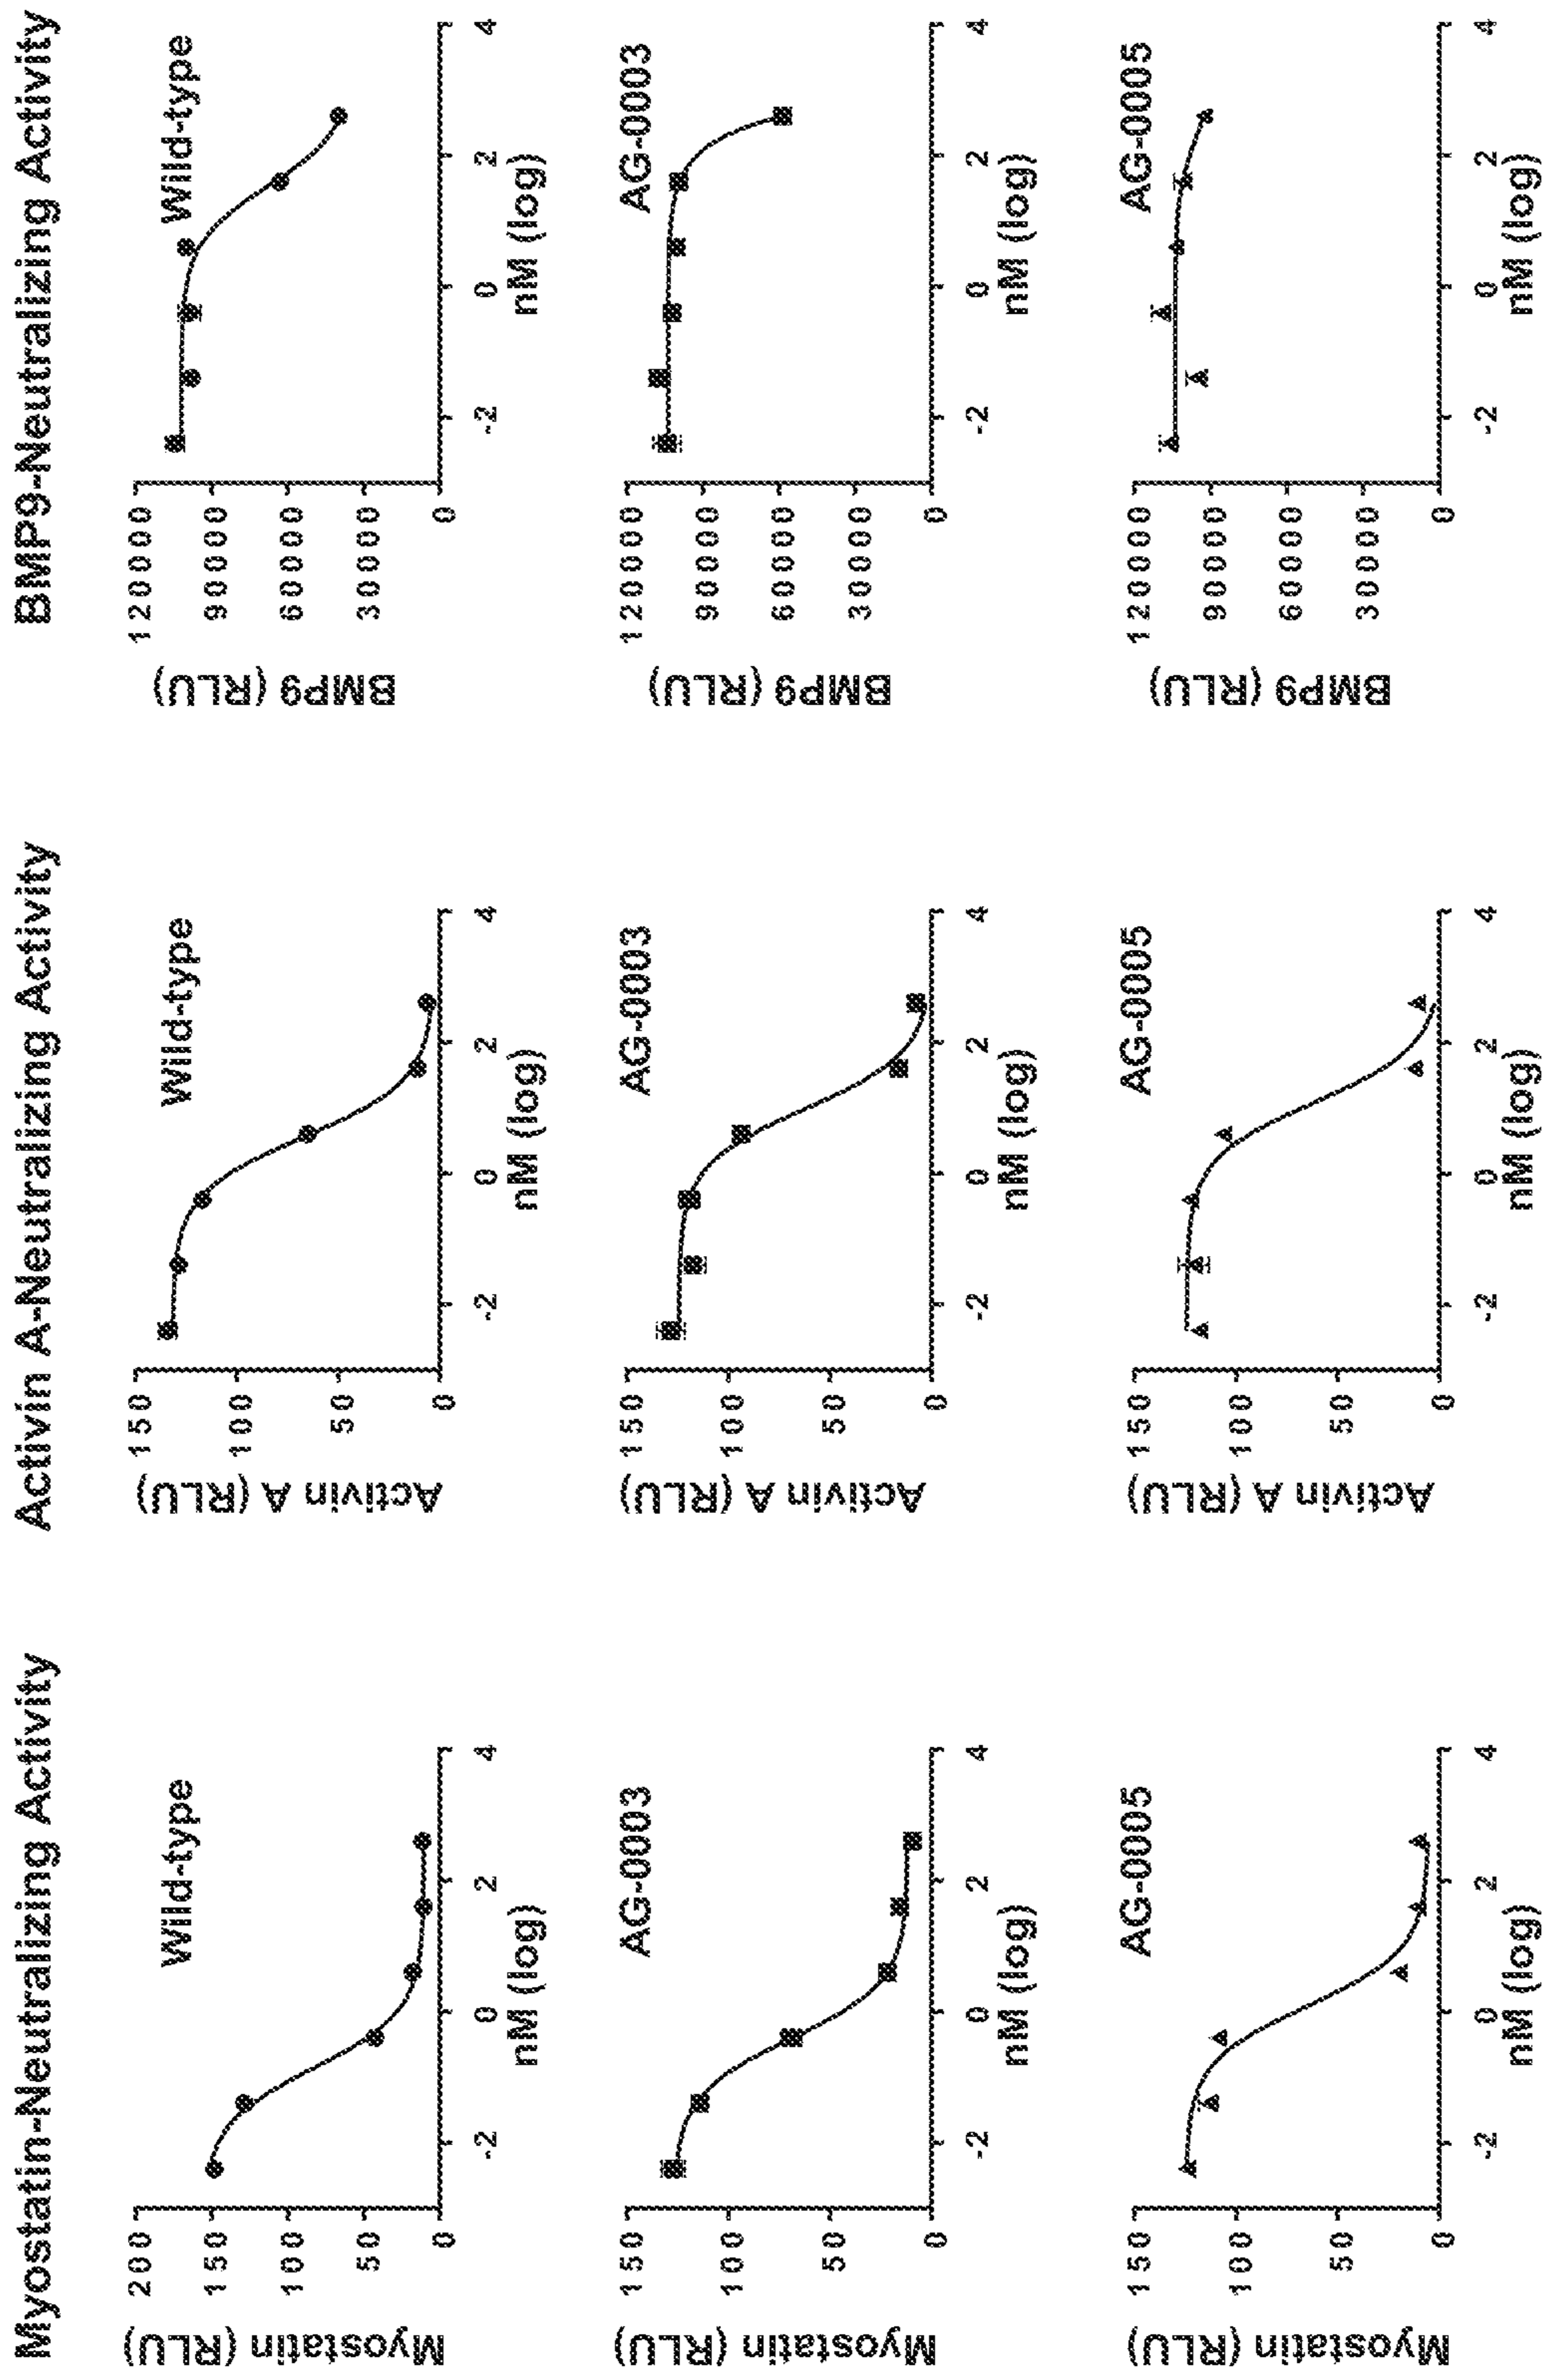 Myostatin-Neutralizing Activity
Activin A-Neutralizing Activity
BMP9-Neutralizing Activity
Wild-type
Myostatin (RLU)
200
150
100
50
0
-2
0
2
4
nM (log)
Wild-type
Activin A (RLU)
150
100
50
0
-2
0
2
4
nM (log)
Wild-type
BMP9 (RLU)
120000
90000
60000
30000
0
-2
0
2
4
nM (log)
AG-0003
Myostatin (RLU)
150
100
50
0
-2
0
2
4
nM (log)
AG-0003
Activin A (RLU)
150
100
50
0
-2
0
2
4
nM (log)
AG-0003
BMP9 (RLU)
120000
90000
60000
30000
0
-2
0
2
4
nM (log)
AG-0005
Myostatin (RLU)
150
100
50
0
-2
0
2
4
nM (log)
AG-0005
Activin A (RLU)
150
100
50
0
-2
0
2
4
nM (log)
AG-0005
BMP9 (RLU)
120000
90000
60000
30000
0
-2
0
2
4
nM (log)